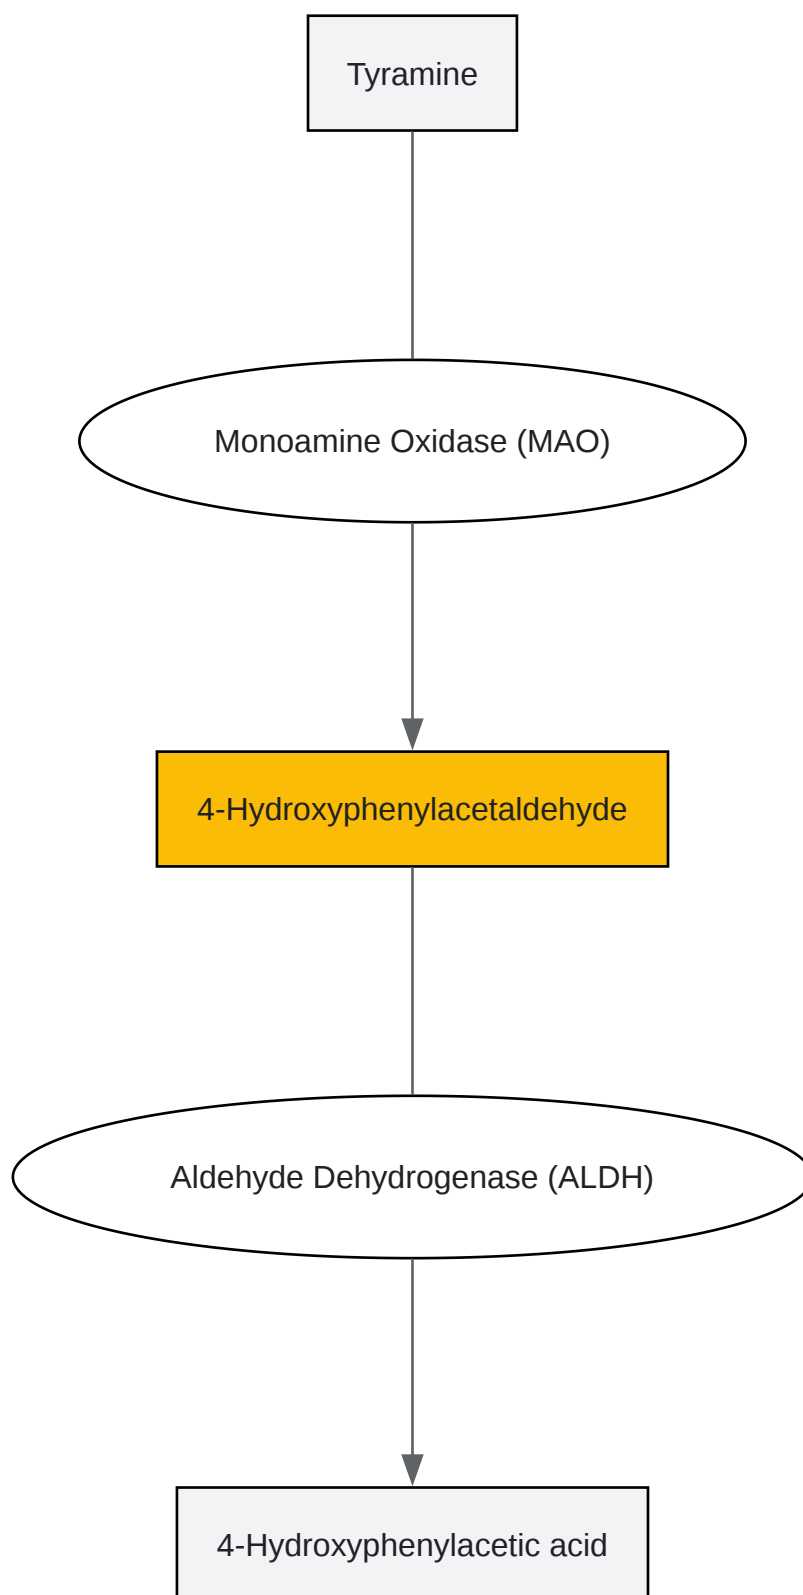 Tyramine
Monoamine Oxidase (MAO)
4-Hydroxyphenylacetaldehyde
Aldehyde Dehydrogenase (ALDH)
4-Hydroxyphenylacetic acid